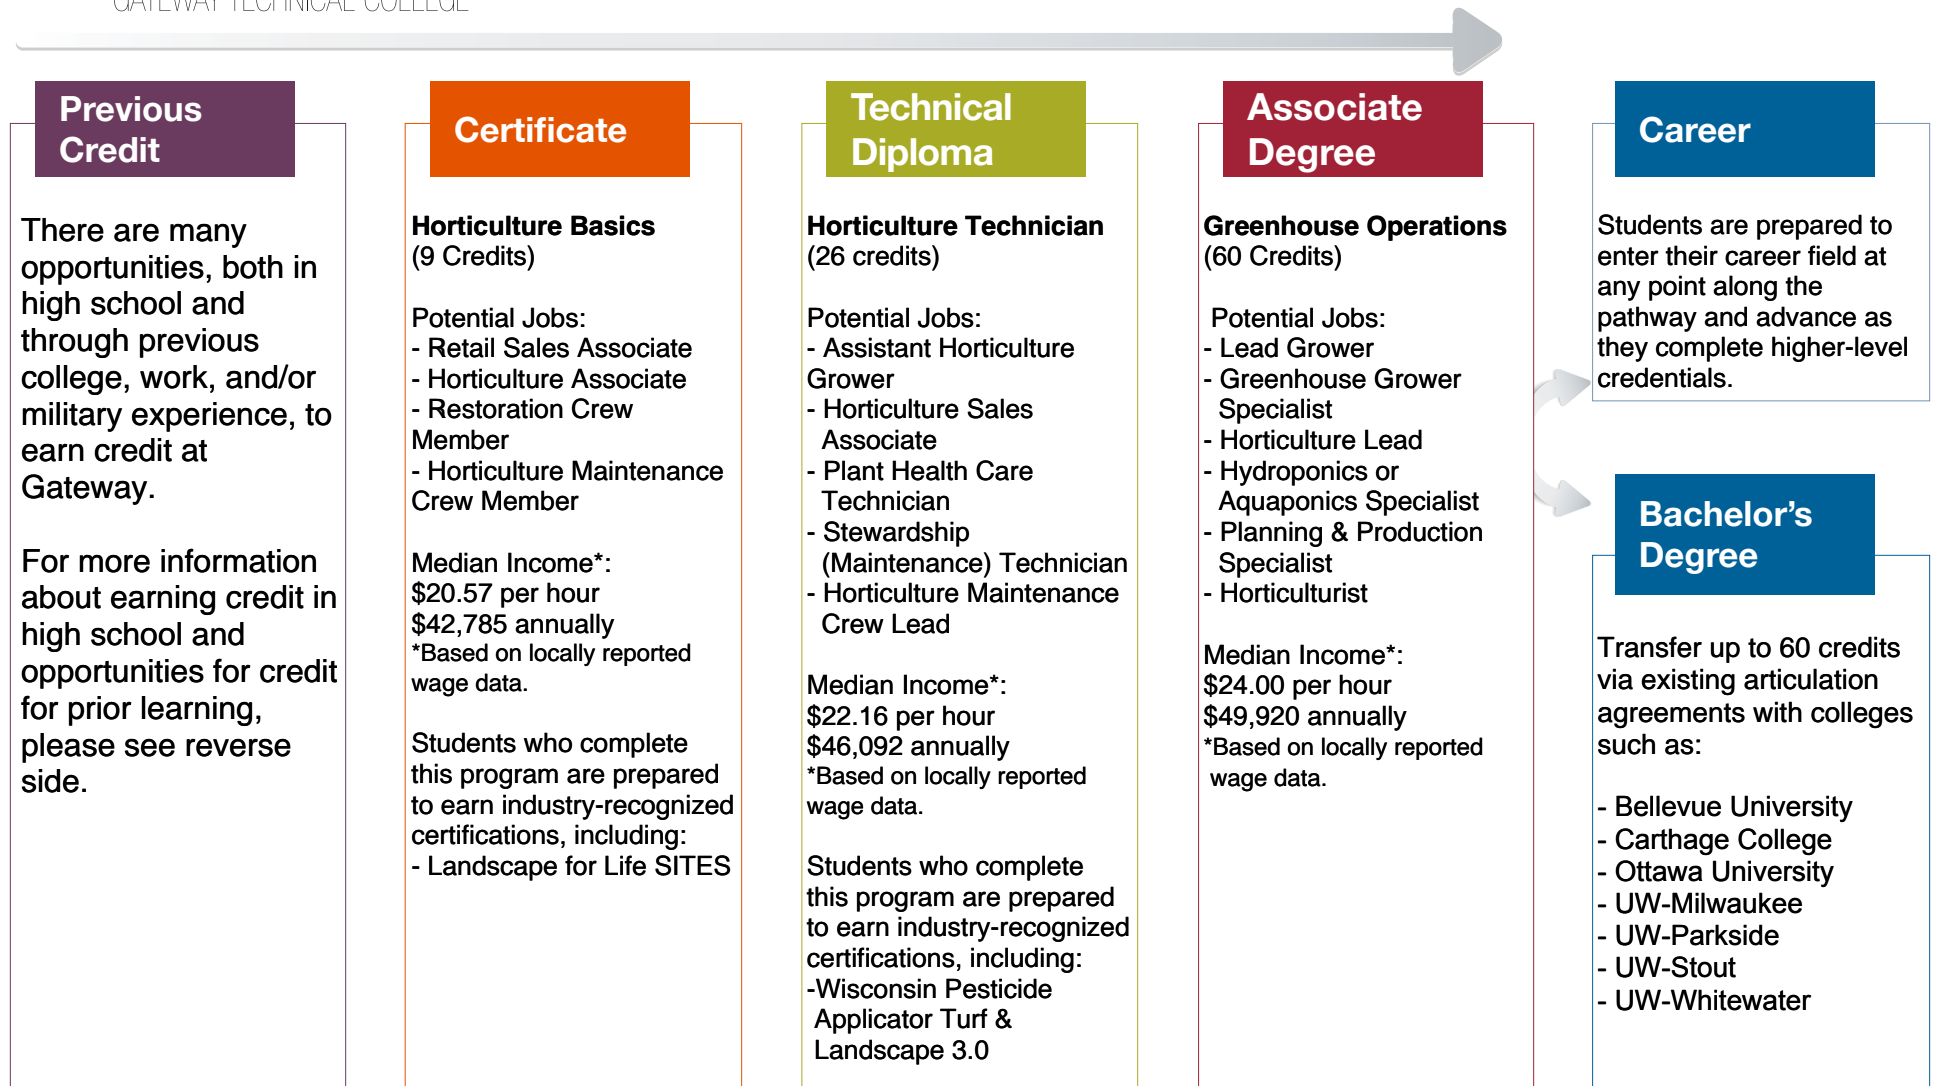 GATEWAY TECHNICAL COLLEGE
Previous
Credit
There are many
opportunities, both in
high school and
through previous
college, work, and/or
military experience, to
earn credit at
Gateway.
For more information
about earning credit in
high school and
opportunities for credit
for prior learning,
please see reverse
side.
Certificate
Horticulture Basics
(9 Credits)
Potential Jobs:
- Retail Sales Associate
- Horticulture Associate
- Restoration Crew
Member
- Horticulture Maintenance
Crew Member
Median Income*:
$20.57 per hour
$42,785 annually
*Based on locally reported
wage data.
Students who complete
this program are prepared
to earn industry-recognized
certifications, including:
- Landscape for Life SITES
Technical
Diploma
Horticulture Technician
(26 credits)
Potential Jobs:
- Assistant Horticulture
Grower
- Horticulture Sales
Associate
- Plant Health Care
Technician
- Stewardship
(Maintenance) Technician
- Horticulture Maintenance
Crew Lead
Median Income*:
$22.16 per hour
$46,092 annually
*Based on locally reported
wage data.
Students who complete
this program are prepared
to earn industry-recognized
certifications, including:
-Wisconsin Pesticide
Applicator Turf &
Landscape 3.0
Associate
Degree
Greenhouse Operations
(60 Credits)
Potential Jobs:
- Lead Grower
- Greenhouse Grower
Specialist
- Horticulture Lead
- Hydroponics or
Aquaponics Specialist
- Planning & Production
Specialist
- Horticulturist
Median Income*:
$24.00 per hour
$49,920 annually
*Based on locally reported
wage data.
Career
Students are prepared to
enter their career field at
any point along the
pathway and advance as
they complete higher-level
credentials.
Bachelor’s
Degree
Transfer up to 60 credits
via existing articulation
agreements with colleges
such as:
- Bellevue University
- Carthage College
- Ottawa University
- UW-Milwaukee
- UW-Parkside
- UW-Stout
- UW-Whitewater